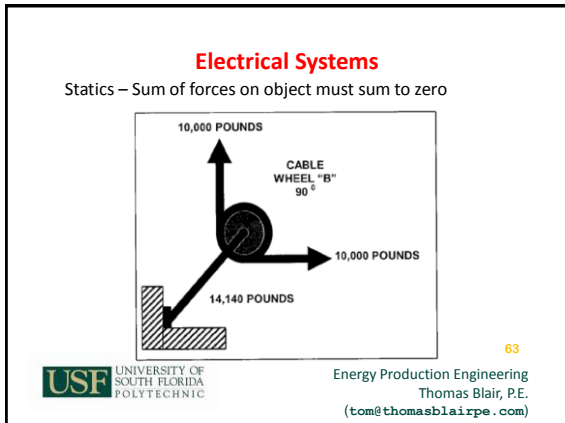 Electrical Systems
Statics – Sum of forces on object must sum to zero
10,000 POUNDS
CABLE
WHEEL "B"
90 0
10,000 POUNDS
14,140 POUNDS
63
USF UNIVERSITY OF
SOUTH FLORIDA
POLYTECHNIC
Energy Production Engineering
Thomas Blair, P.E.
(tom@thomasblairpe.com)